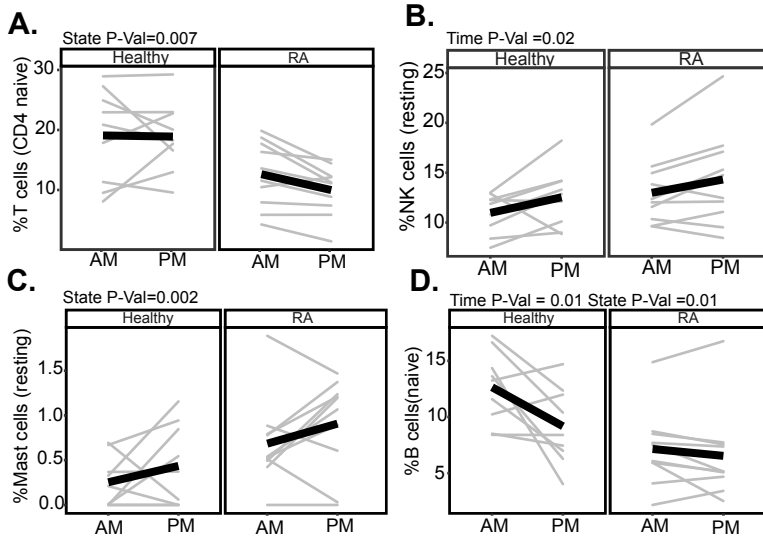 A.
State P-Val=0.007
Healthy RA
%T cells (CD4 naive)
30
20
10
AM PM AM PM
B.
Time P-Val =0.02
Healthy RA
%NK cells (resting)
25
20
15
10
AM PM AM PM
C.
State P-Val=0.002
Healthy RA
%Mast cells (resting)
1.5
1.0
0.5
0.0
AM PM AM PM
D.
Time P-Val = 0.01 State P-Val =0.01
Healthy RA
%B cells(naive)
15
10
5
AM PM AM PM